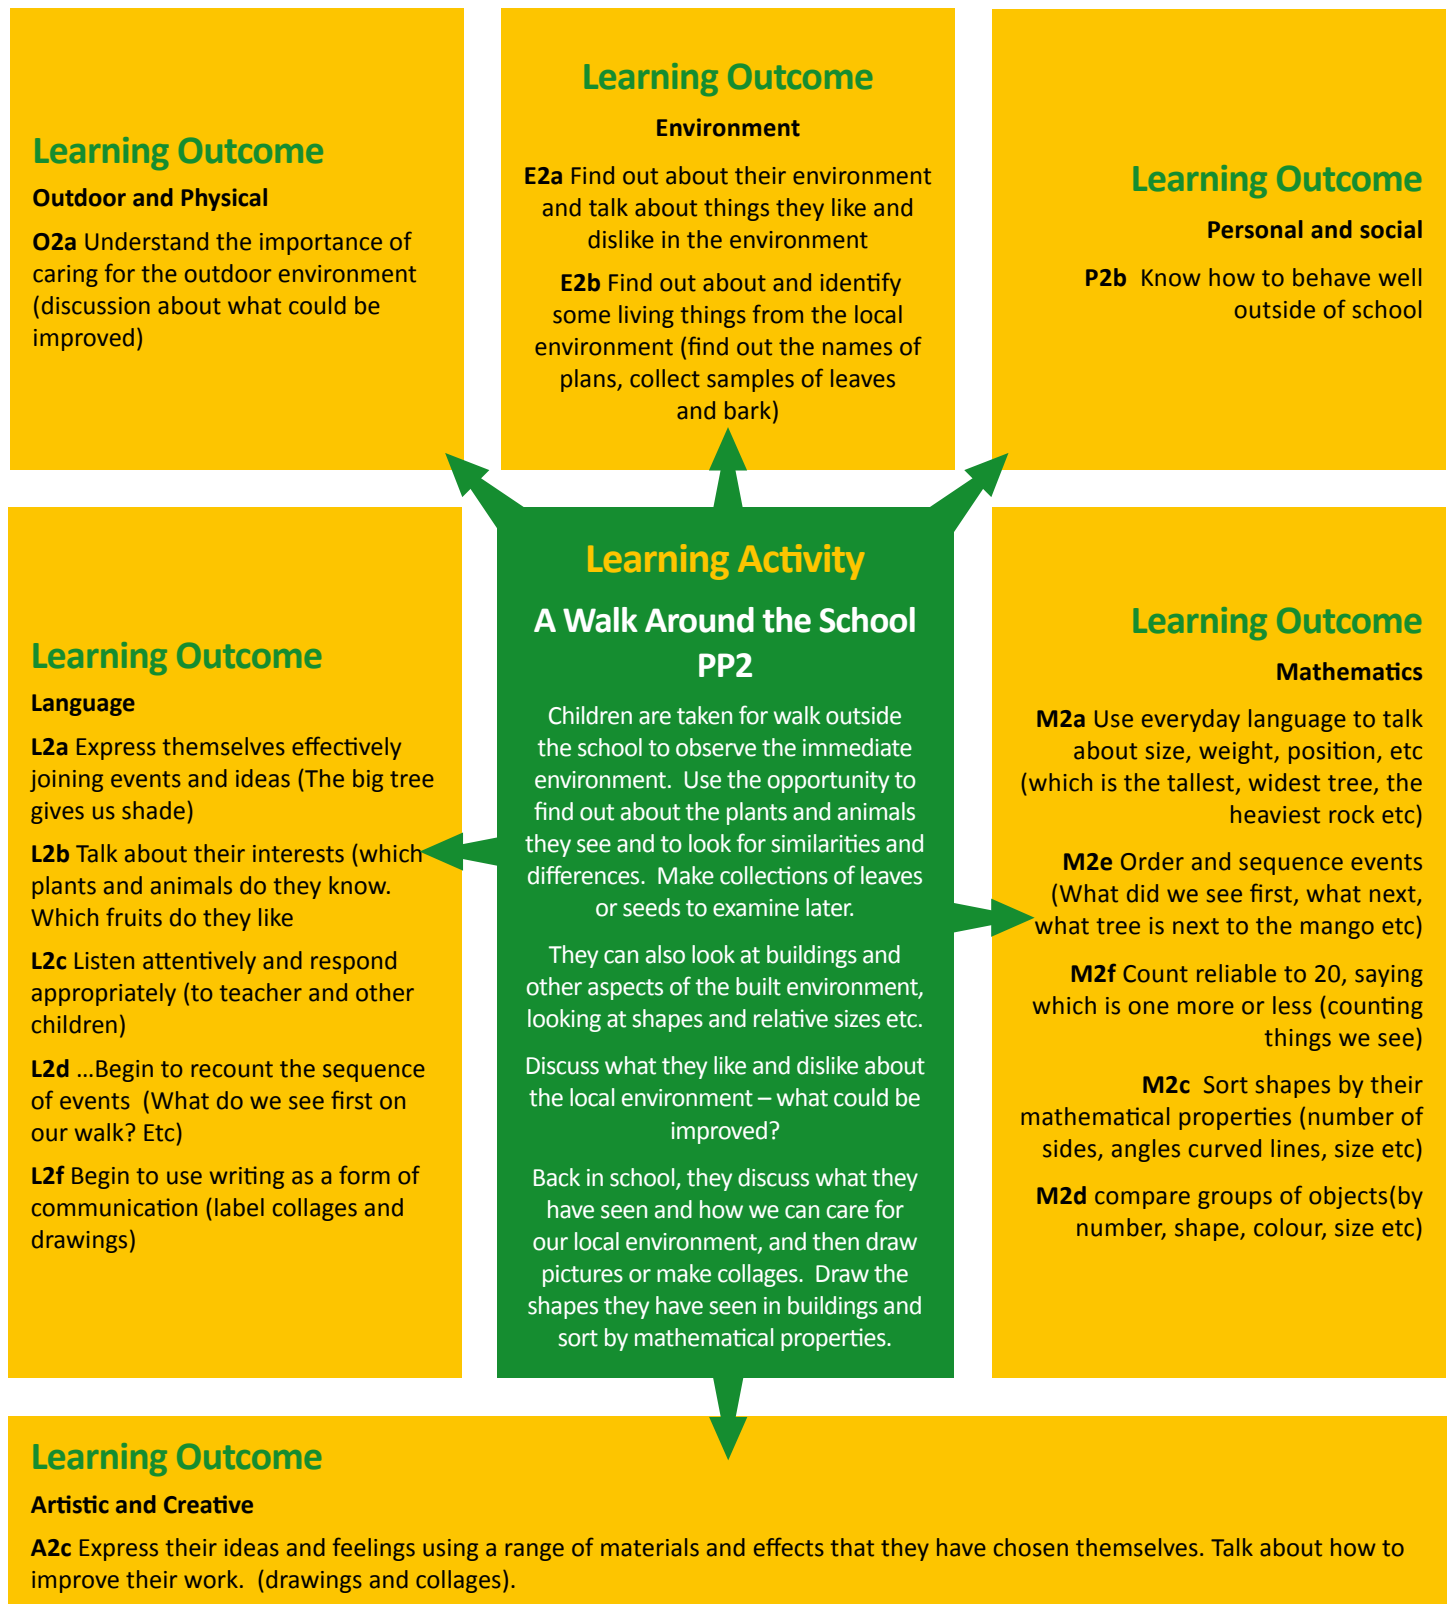 Learning Outcome
Outdoor and Physical
O2a Understand the importance of
caring for the outdoor environment
(discussion about what could be
improved)
Learning Outcome
Environment
E2a Find out about their environment
and talk about things they like and
dislike in the environment
E2b Find out about and identify
some living things from the local
environment (find out the names of
plans, collect samples of leaves
and bark)
Learning Outcome
Personal and social
P2b Know how to behave well
outside of school
Learning Outcome
Language
L2a Express themselves effectively
joining events and ideas (The big tree
gives us shade)
L2b Talk about their interests (which
plants and animals do they know.
Which fruits do they like
L2c Listen attentively and respond
appropriately (to teacher and other
children)
L2d ...Begin to recount the sequence
of events (What do we see first on
our walk? Etc)
L2f Begin to use writing as a form of
communication (label collages and
drawings)
Learning Activity
A Walk Around the School
PP2
Children are taken for walk outside
the school to observe the immediate
environment. Use the opportunity to
find out about the plants and animals
they see and to look for similarities and
differences. Make collections of leaves
or seeds to examine later.
They can also look at buildings and
other aspects of the built environment,
looking at shapes and relative sizes etc.
Discuss what they like and dislike about
the local environment – what could be
improved?
Back in school, they discuss what they
have seen and how we can care for
our local environment, and then draw
pictures or make collages. Draw the
shapes they have seen in buildings and
sort by mathematical properties.
Learning Outcome
Mathematics
M2a Use everyday language to talk
about size, weight, position, etc
(which is the tallest, widest tree, the
heaviest rock etc)
M2e Order and sequence events
(What did we see first, what next,
what tree is next to the mango etc)
M2f Count reliable to 20, saying
which is one more or less (counting
things we see)
M2c Sort shapes by their
mathematical properties (number of
sides, angles curved lines, size etc)
M2d compare groups of objects(by
number, shape, colour, size etc)
Learning Outcome
Artistic and Creative
A2c Express their ideas and feelings using a range of materials and effects that they have chosen themselves. Talk about how to
improve their work. (drawings and collages).